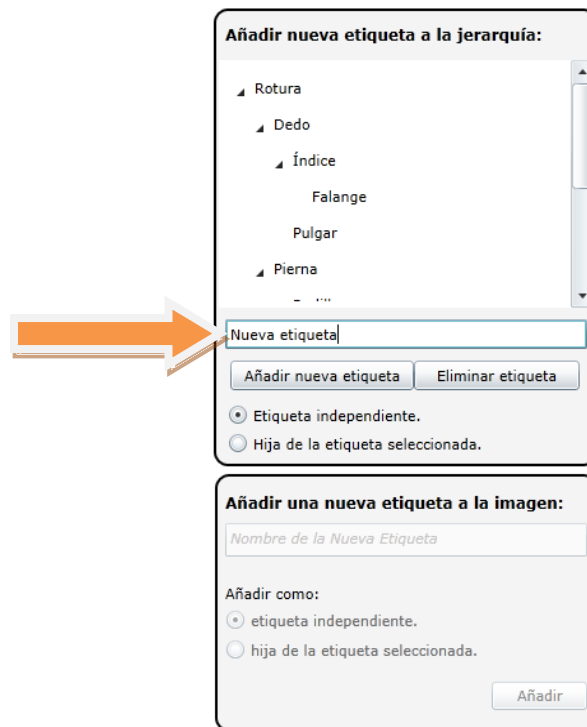 Añadir nueva etiqueta a la jerarquía:
Rotura
Dedo
Índice
Falange
Pulgar
Pierna
Nueva etiqueta
Añadir nueva etiqueta Eliminar etiqueta
Etiqueta independiente.
Hija de la etiqueta seleccionada.
Añadir una nueva etiqueta a la imagen:
Nombre de la Nueva Etiqueta
Añadir como:
etiqueta independiente.
hija de la etiqueta seleccionada.
Añadir